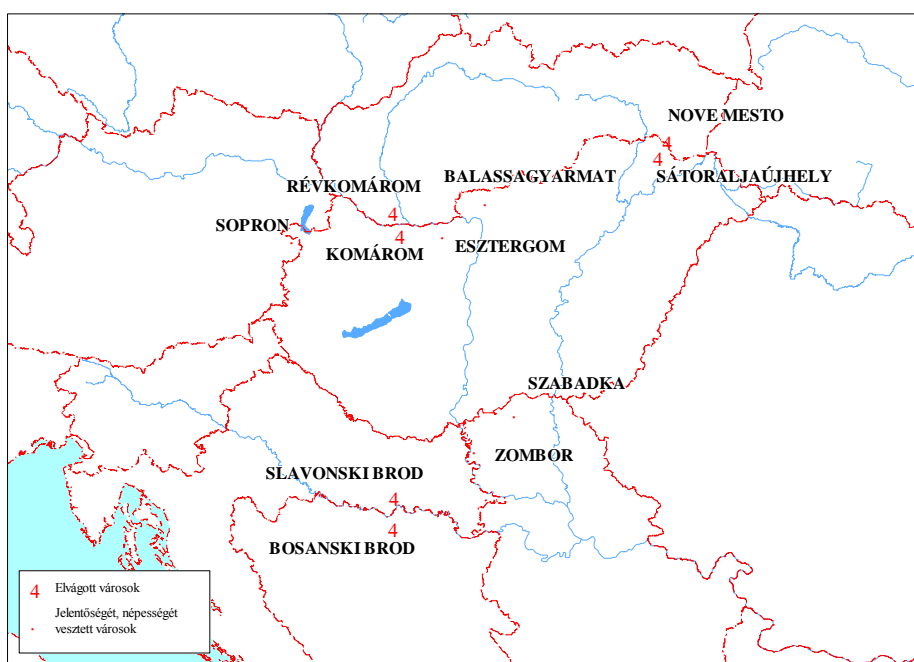 NOVE MESTO
4
4
BALASSAGYARMAT
SÁTORALJAÚJHELY
RÉVKOMÁROM
4
SOPRON
4
KOMÁROM
ESZTERGOM
SZABADKA
ZOMBOR
SLAVONSKI BROD
4
4
BOSANSKI BROD
4 Elvágott városok
Jelentőségét, népességét
vesztett városok